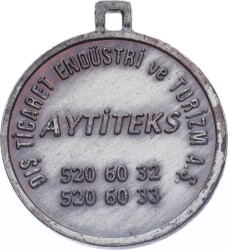 DIŞ TİCARET ENDÜSTRİ ve TURİZM A.Ş.
AYTİTEKS
520 60 32
520 60 33